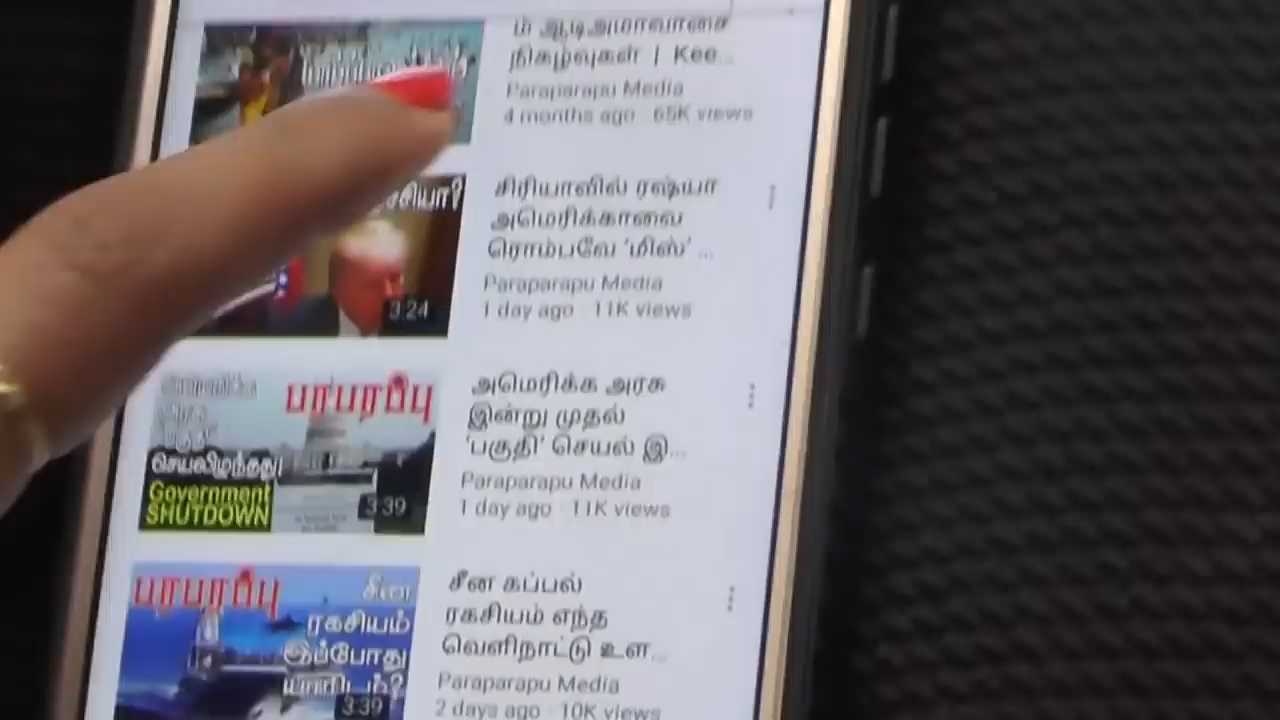 ம் ஆடிஅமாவாசை
நிகழ்வுகள் | Kee...
Paraparapu Media
4 months ago · 65K views
சியா?
3:24
சிரியாவில் ரஷ்யா
அமெரிக்காவை
ரொம்பவே 'மிஸ்' ...
Paraparapu Media
1 day ago · 11K views
பரபரப்பு
செயலிழந்தது!
Government
SHUTDOWN
3:39
அமெரிக்க அரசு
இன்று முதல்
'பகுதி' செயல் இ...
Paraparapu Media
1 day ago · 11K views
பரபரப்பு
சீன
ரகசியம்
இப்போது
யாரிடம்?
3:39
சீன கப்பல்
ரகசியம் எந்த
வெளிநாட்டு உள...
Paraparapu Media
2 days ago · 10K views